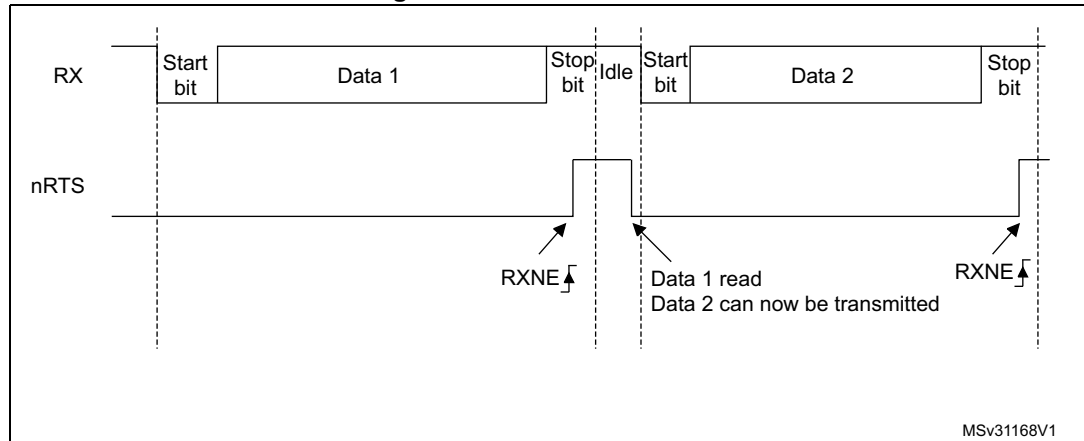 RX
Start
bit
Data 1
Stop
bit
Idle
Start
bit
Data 2
Stop
bit
nRTS
RXNE
Data 1 read
Data 2 can now be transmitted
RXNE
MSv31168V1